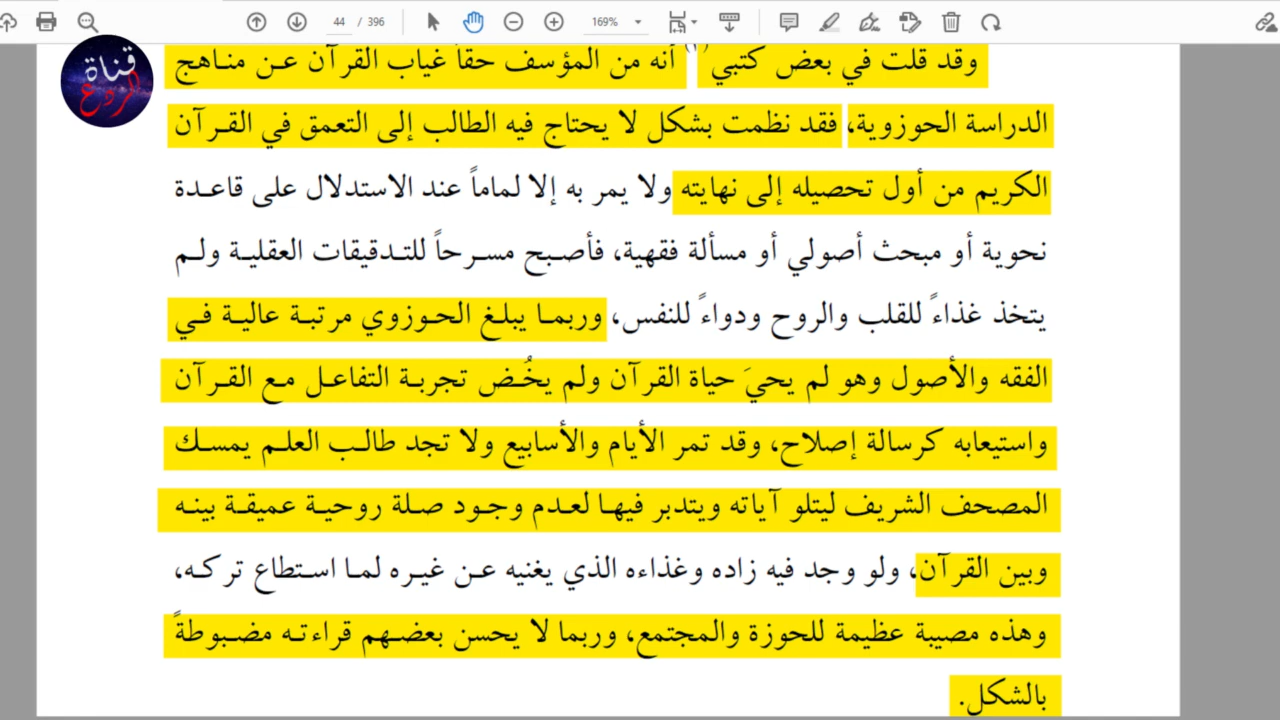 44 / 396
169%
قناة
الردع
وقد قلت في بعض كتبي(١) أنه من المؤسف حقاً غياب القرآن عن مناهج
الدراسة الحوزوية، فقد نظمت بشكل لا يحتاج فيه الطالب إلى التعمق في القرآن
الكريم من أول تحصيله إلى نهايته ولا يمر به إلا لماماً عند الاستدلال على قاعدة
نحوية أو مبحث أصولي أو مسألة فقهية، فأصبح مسرحاً للتدقيقات العقلية ولم
يتخذ غذاءً للقلب والروح ودواءً للنفس، وربما يبلغ الحوزوي مرتبة عالية في
الفقه والأصول وهو لم يحيَ حياة القرآن ولم يخُض تجربة التفاعل مع القرآن
واستيعابه كرسالة إصلاح، وقد تمر الأيام والأسابيع ولا تجد طالب العلم يمسك
المصحف الشريف ليتلو آياته ويتدبر فيها لعدم وجود صلة روحية عميقة بينه
وبين القرآن، ولو وجد فيه زاده وغذاءه الذي يغنيه عن غيره لما استطاع تركه،
وهذه مصيبة عظيمة للحوزة والمجتمع، وربما لا يحسن بعضهم قراءته مضبوطةً
بالشكل.